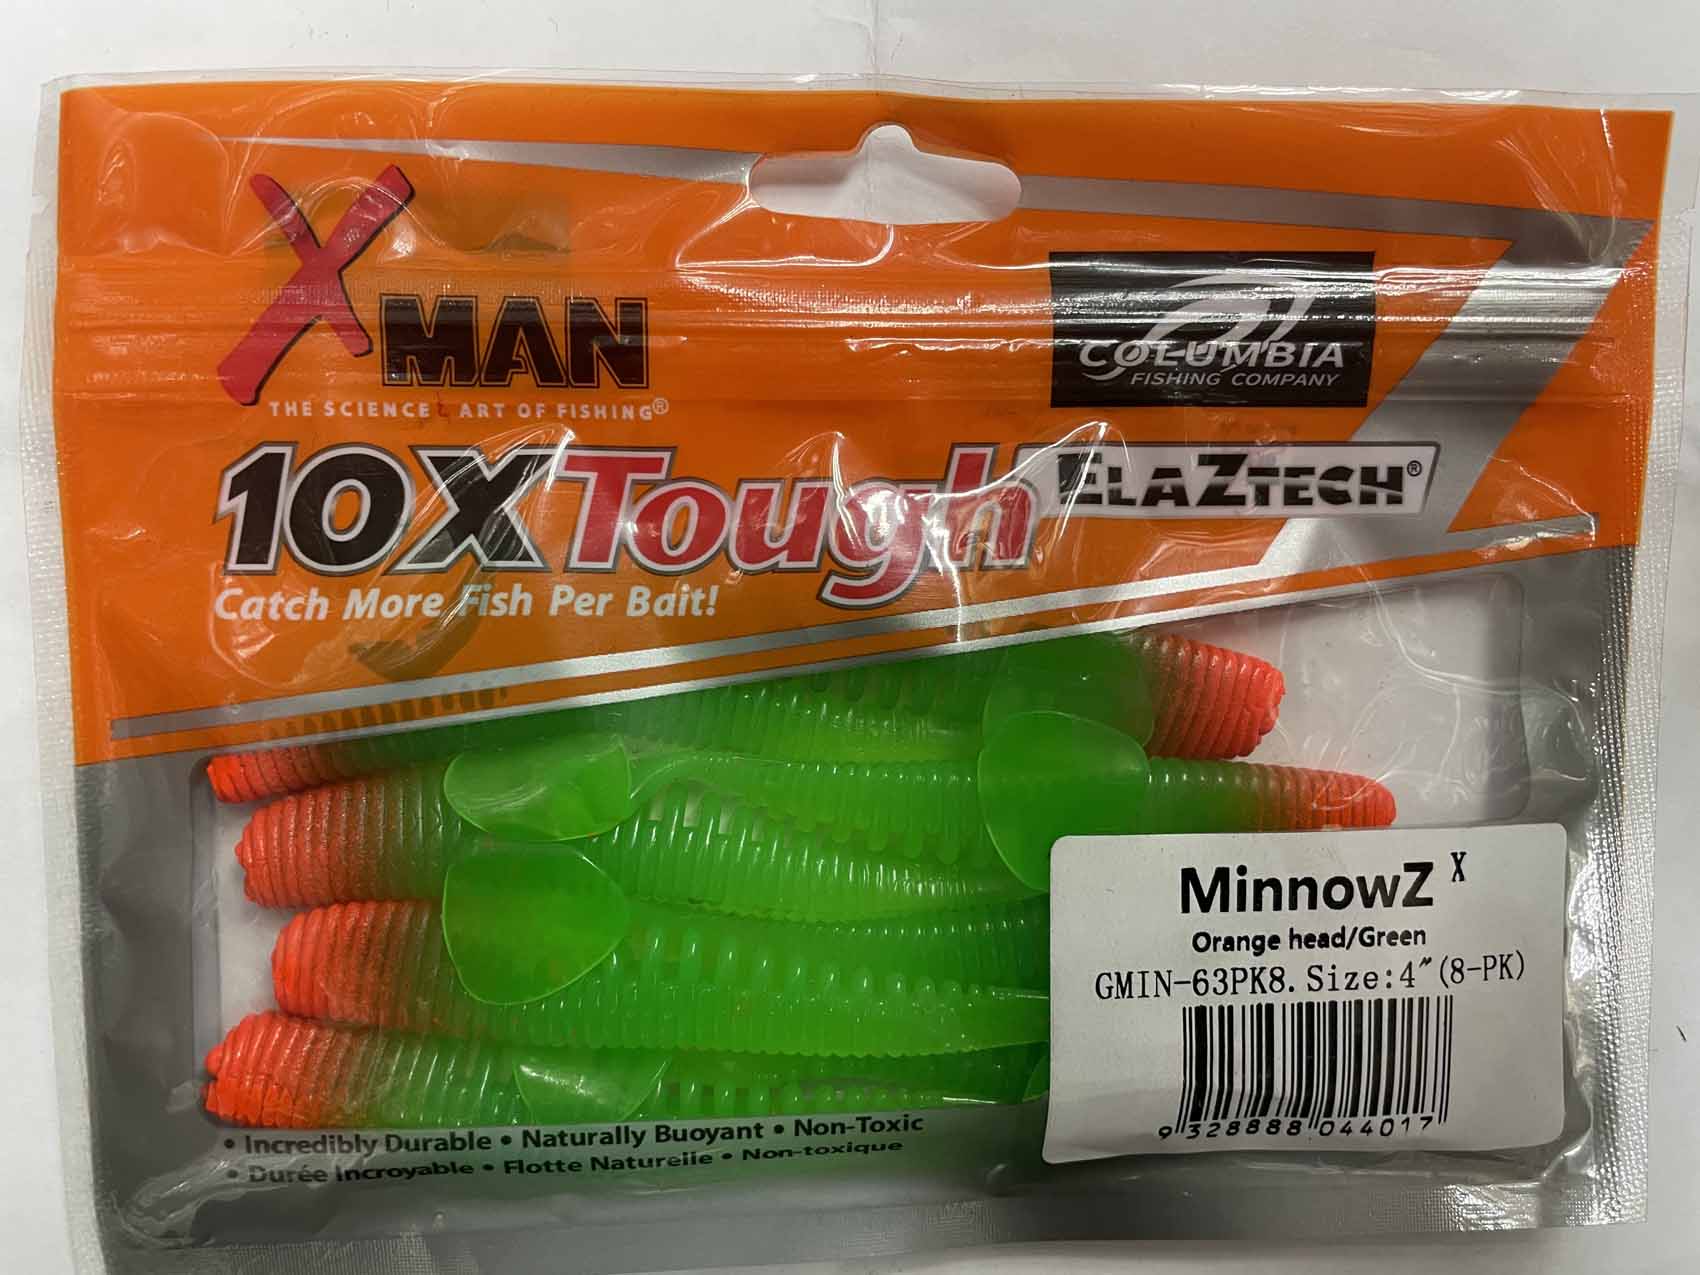 X MAN
THE SCIENCE & ART OF FISHING®
COLUMBIA
FISHING COMPANY
10X Tough ELAZTECH®
Catch More Fish Per Bait!
MinnowZ X
Orange head/Green
GMIN-63PK8. Size:4″(8-PK)
9 328888 044017
• Incredibly Durable • Naturally Buoyant • Non-Toxic
• Durée Incroyable • Flotte Naturelle • Non-toxique